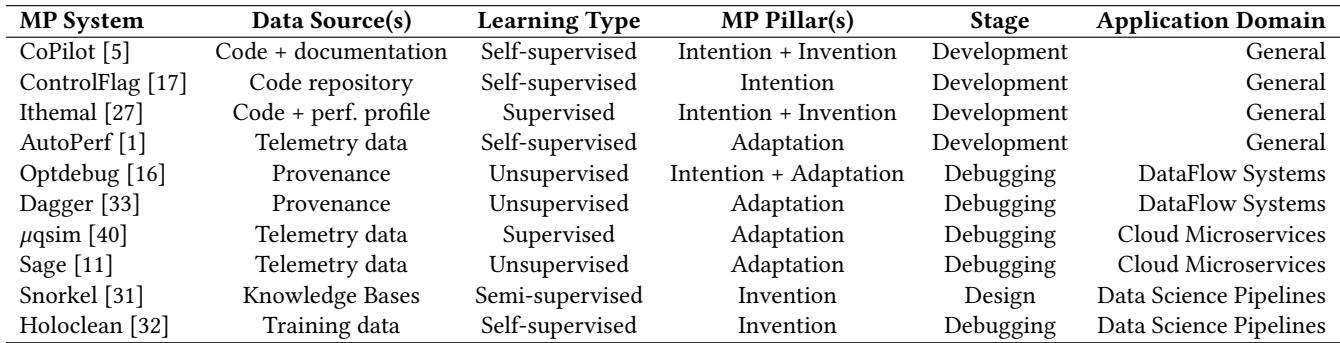 MP System Data Source(s) Learning Type MP Pillar(s) Stage Application Domain
CoPilot [5] Code + documentation Self-supervised Intention + Invention Development General
ControlFlag [17] Code repository Self-supervised Intention Development General
Ithemal [27] Code + perf. profile Supervised Intention + Invention Development General
AutoPerf [1] Telemetry data Self-supervised Adaptation Development General
Optdebug [16] Provenance Unsupervised Intention + Adaptation Debugging DataFlow Systems
Dagger [33] Provenance Unsupervised Adaptation Debugging DataFlow Systems
μqsim [40] Telemetry data Supervised Adaptation Debugging Cloud Microservices
Sage [11] Telemetry data Unsupervised Adaptation Debugging Cloud Microservices
Snorkel [31] Knowledge Bases Semi-supervised Invention Design Data Science Pipelines
Holoclean [32] Training data Self-supervised Invention Debugging Data Science Pipelines